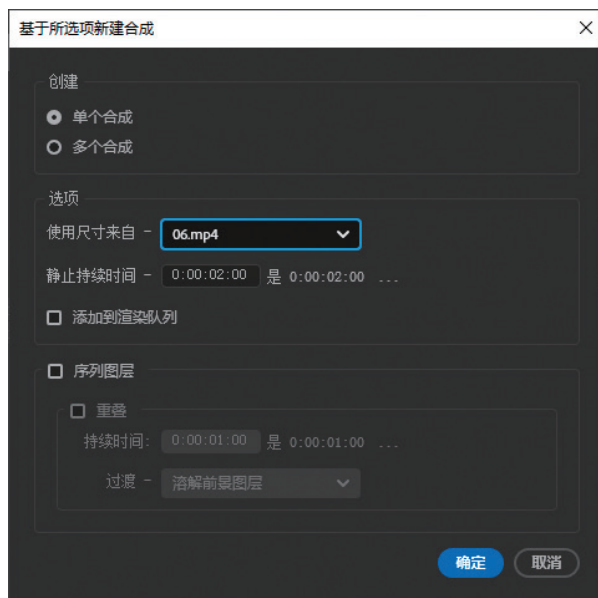 基于所选项新建合成
创建
单个合成
多个合成
选项
使用尺寸来自 - 06.mp4
静止持续时间 - 0:00:02:00 是 0:00:02:00 ...
添加到渲染队列
序列图层
重叠
持续时间: 0:00:01:00 是 0:00:01:00 ...
过渡 - 溶解前景图层
确定 取消